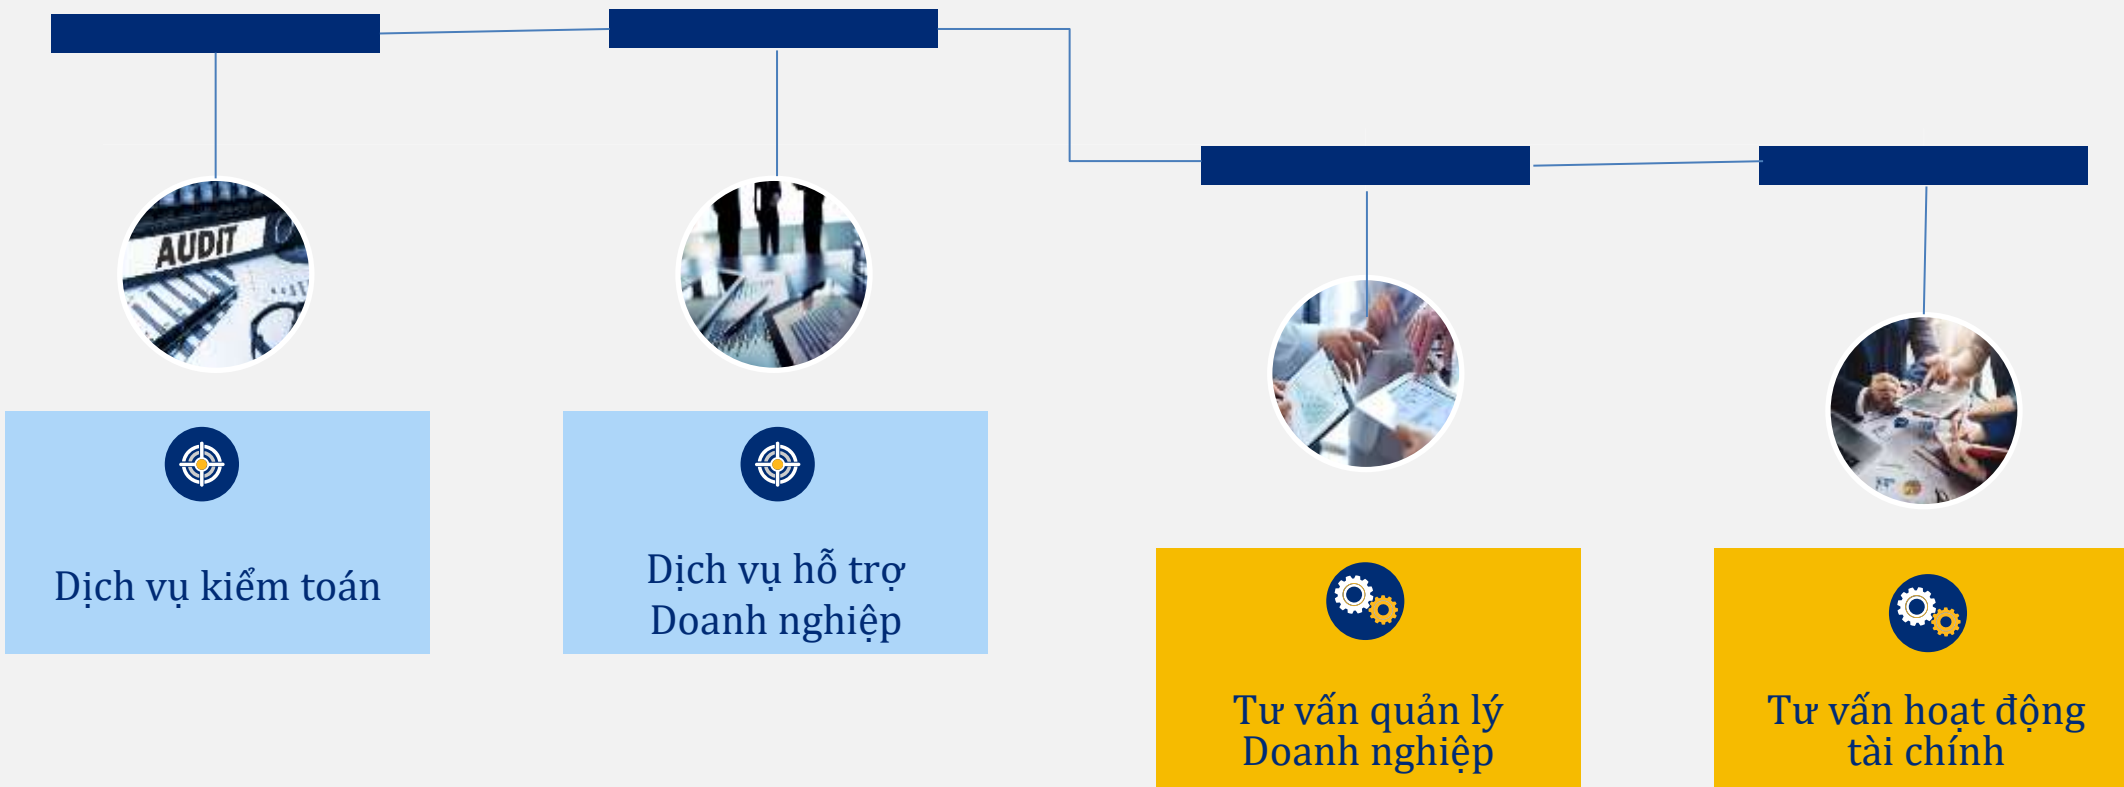 AUDIT
Dịch vụ kiểm toán
Dịch vụ hỗ trợ
Doanh nghiệp
Tư vấn quản lý
Doanh nghiệp
Tư vấn hoạt động
tài chính